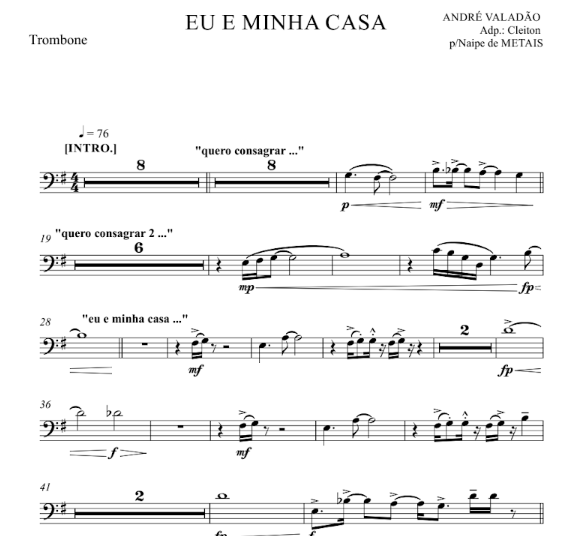 EU E MINHA CASA
ANDRÉ VALADÃO
Adp.: Cleiton
p/Naipe de METAIS
Trombone
♩ = 76
[INTRO.]
8
"quero consagrar ..."
8
p
mf
19
"quero consagrar 2 ..."
6
mp
fp
28
"eu e minha casa ..."
mf
2
fp
36
f
mf
41
2
fp
f